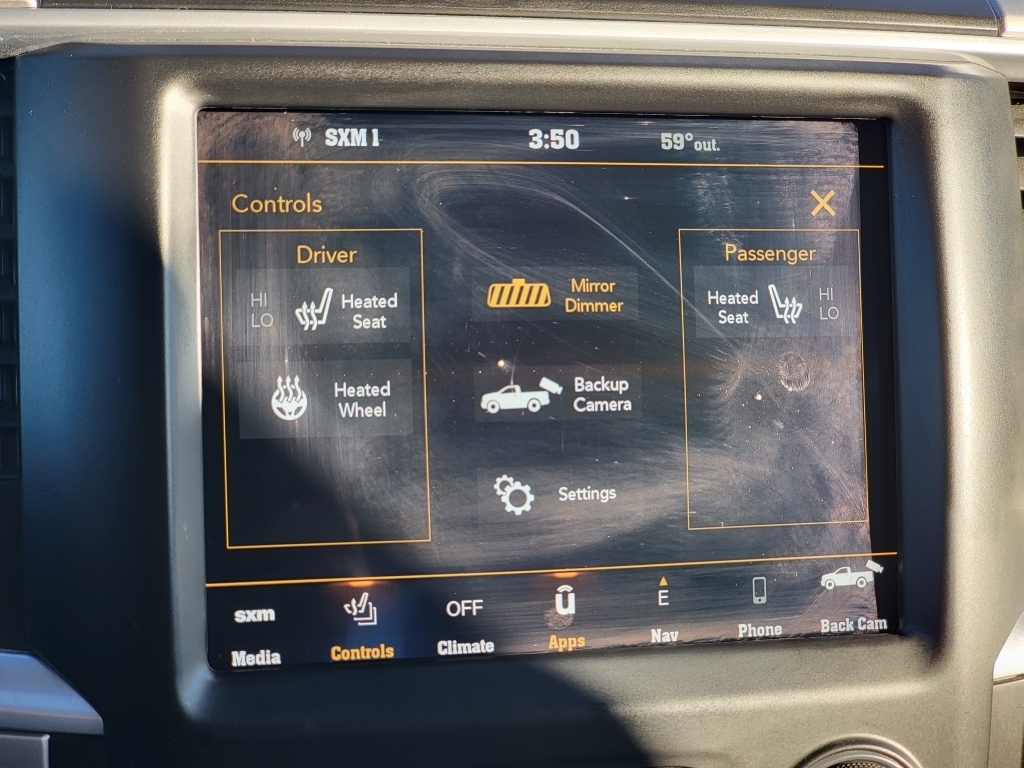 SXM 1 3:50 59° out.
Controls X
Driver
HI
LO
Heated
Seat
Heated
Wheel
Mirror
Dimmer
Backup
Camera
Settings
Passenger
Heated
Seat
HI
LO
sxm
Media
Controls
OFF
Climate
Apps
E
Nav
Phone
Back Cam